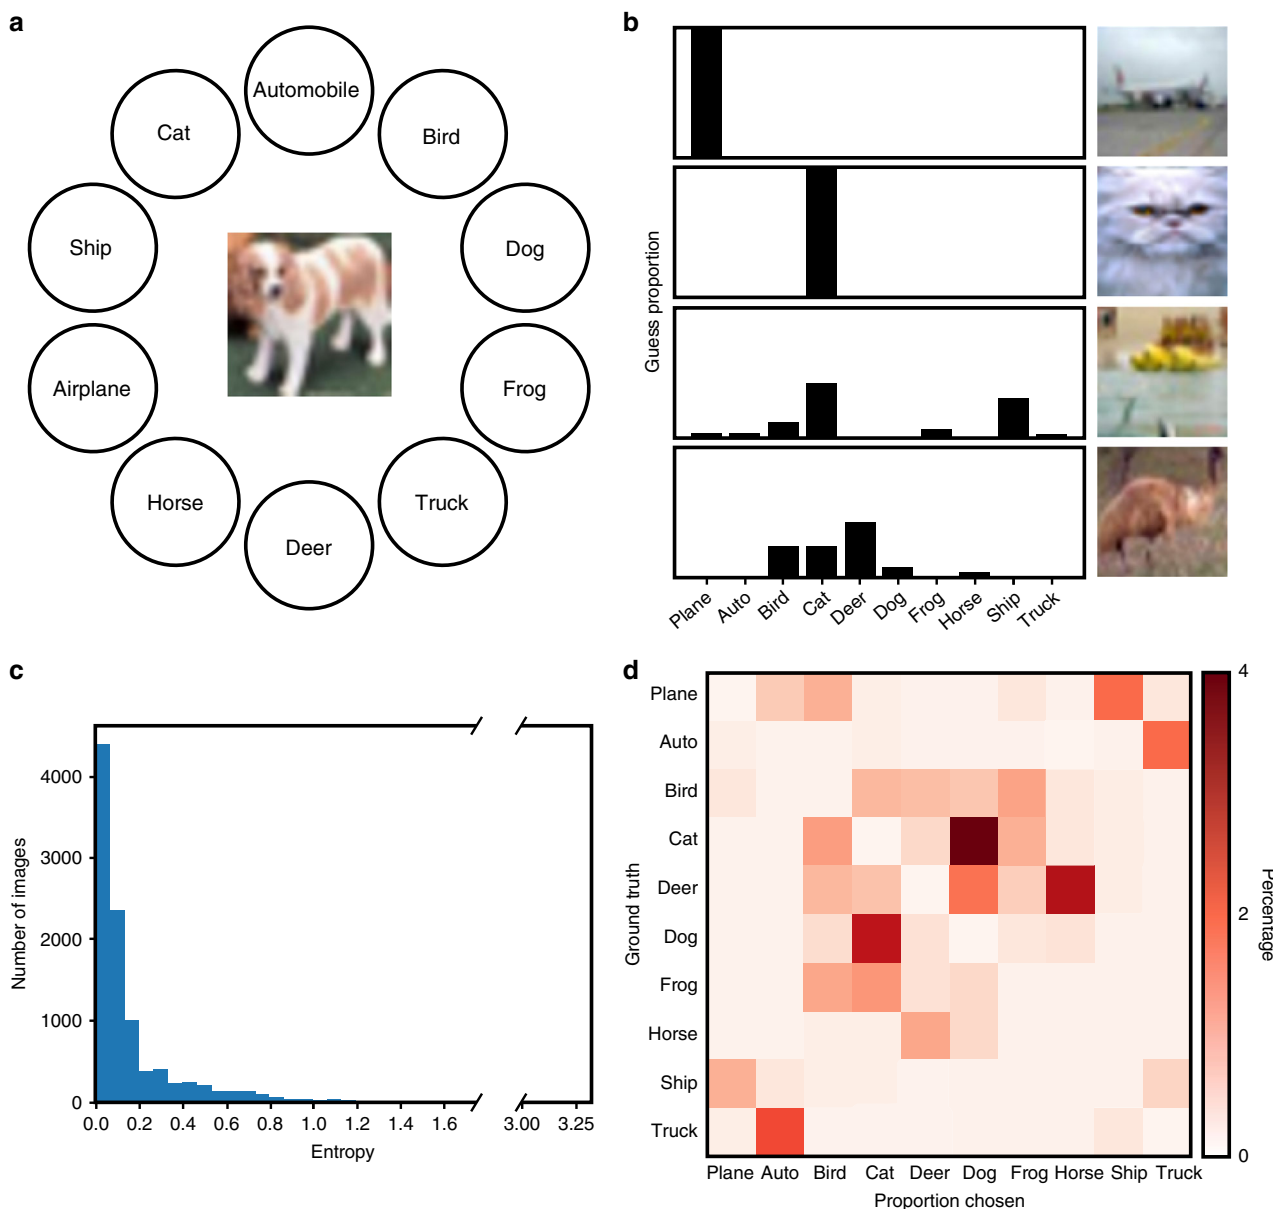 a
Automobile
Cat
Bird
Ship
Dog
Airplane
Frog
Horse
Truck
Deer
b
Guess proportion
Plane
Auto
Bird
Cat
Deer
Dog
Frog
Horse
Ship
Truck
c
Number of images
4000
3000
2000
1000
0
0.0 0.2 0.4 0.6 0.8 1.0 1.2 1.4 1.6 3.00 3.25
Entropy
d
Ground truth
Plane
Auto
Bird
Cat
Deer
Dog
Frog
Horse
Ship
Truck
Plane Auto Bird Cat Deer Dog Frog Horse Ship Truck
Proportion chosen
4
2
0
Percentage